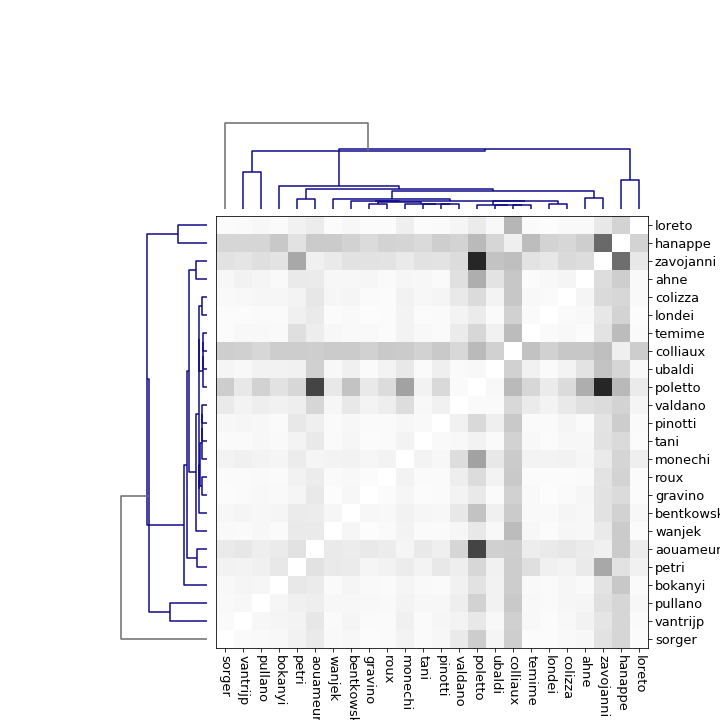 loreto
hanappe
zavojanni
ahne
colizza
londei
temime
colliaux
ubaldi
poletto
valdano
pinotti
tani
monechi
roux
gravino
bentkowsk
wanjek
aouameur
petri
bokanyi
pullano
vantrijp
sorger
sorger
vantrijp
pullano
bokanyi
petri
aouameur
wanjek
bentkowsk
gravino
roux
monechi
tani
pinotti
valdano
poletto
ubaldi
colliaux
temime
londei
colizza
ahne
zavojanni
hanappe
loreto